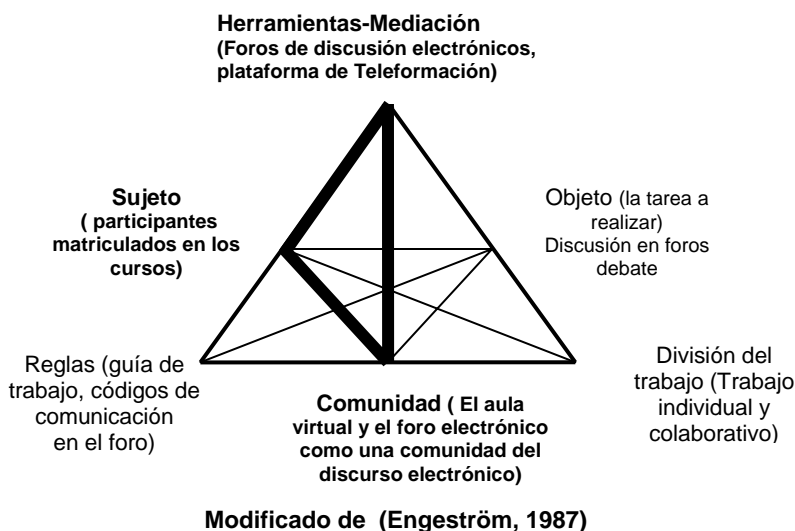 Herramientas-Mediación
(Foros de discusión electrónicos,
plataforma de Teleformación)
Sujeto
( participantes
matriculados en los
cursos)
Objeto (la tarea a
realizar)
Discusión en foros
debate
Reglas (guía de
trabajo, códigos de
comunicación
en el foro)
Comunidad ( El aula
virtual y el foro electrónico
como una comunidad del
discurso electrónico)
División del
trabajo (Trabajo
individual y
colaborativo)
Modificado de (Engeström, 1987)